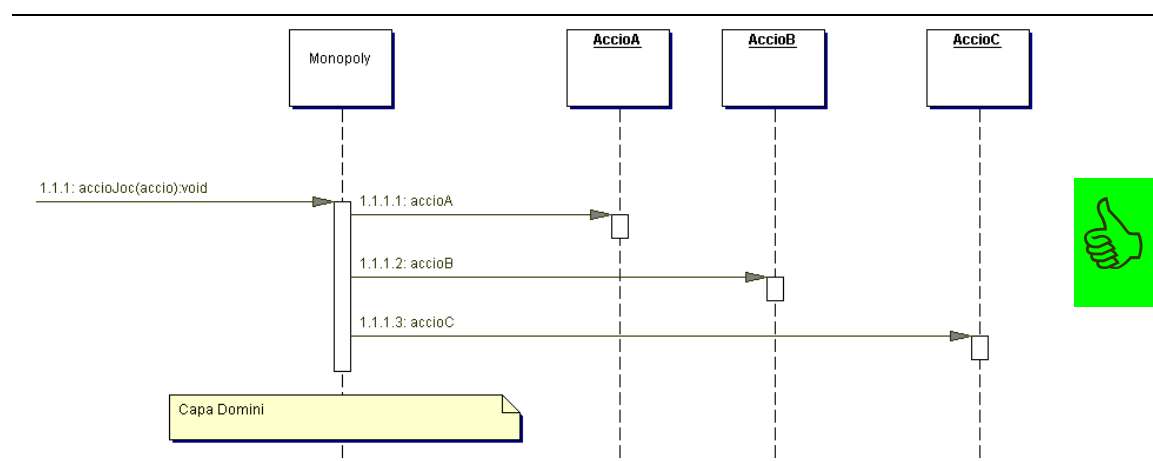 Monopoly
AccioA
AccioB
AccioC
1.1.1: accioJoc(accio):void
1.1.1.1: accioA
1.1.1.2: accioB
1.1.1.3: accioC
Capa Domini